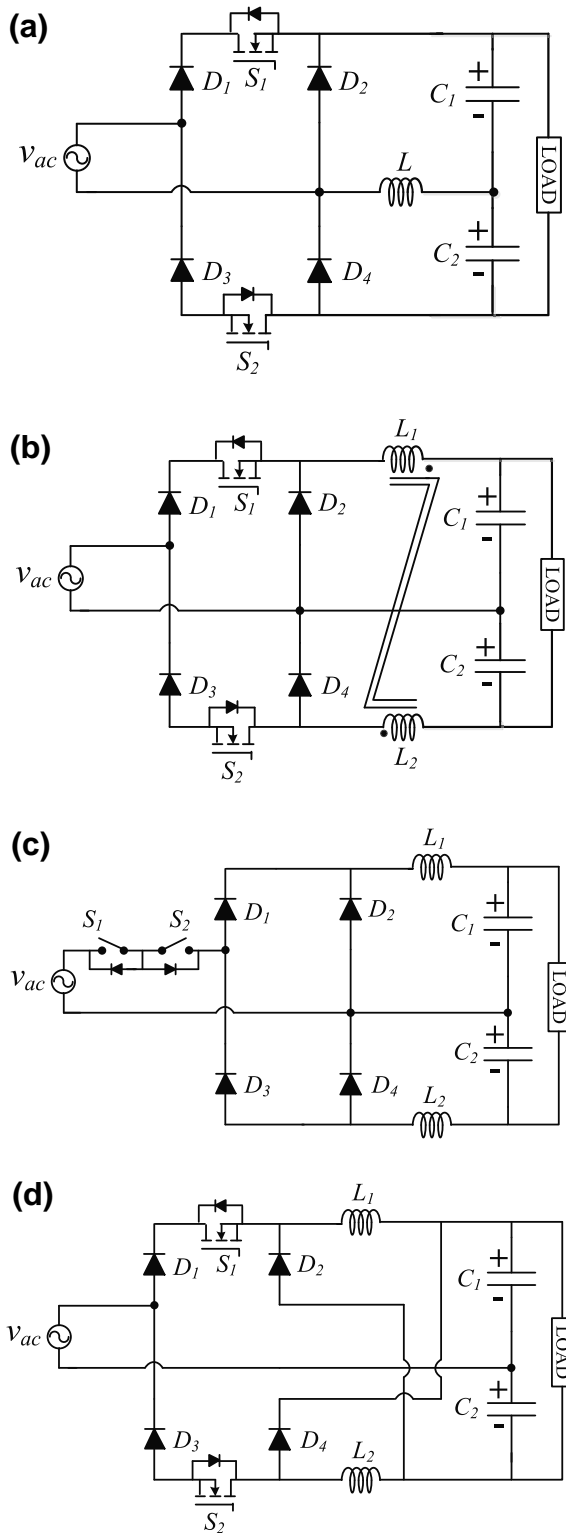 (a)
S1
D1
D2
C1
+
-
vac
L
LOAD
+
C2
-
D3
D4
S2
(b)
L1
S1
D1
D2
+
C1
-
vac
LOAD
+
C2
-
D3
D4
S2
L2
(c)
L1
S1
S2
D1
D2
+
C1
-
vac
LOAD
+
C2
-
D3
D4
L2
(d)
L1
S1
D1
D2
+
C1
-
vac
LOAD
+
C2
-
D3
D4
L2
S2